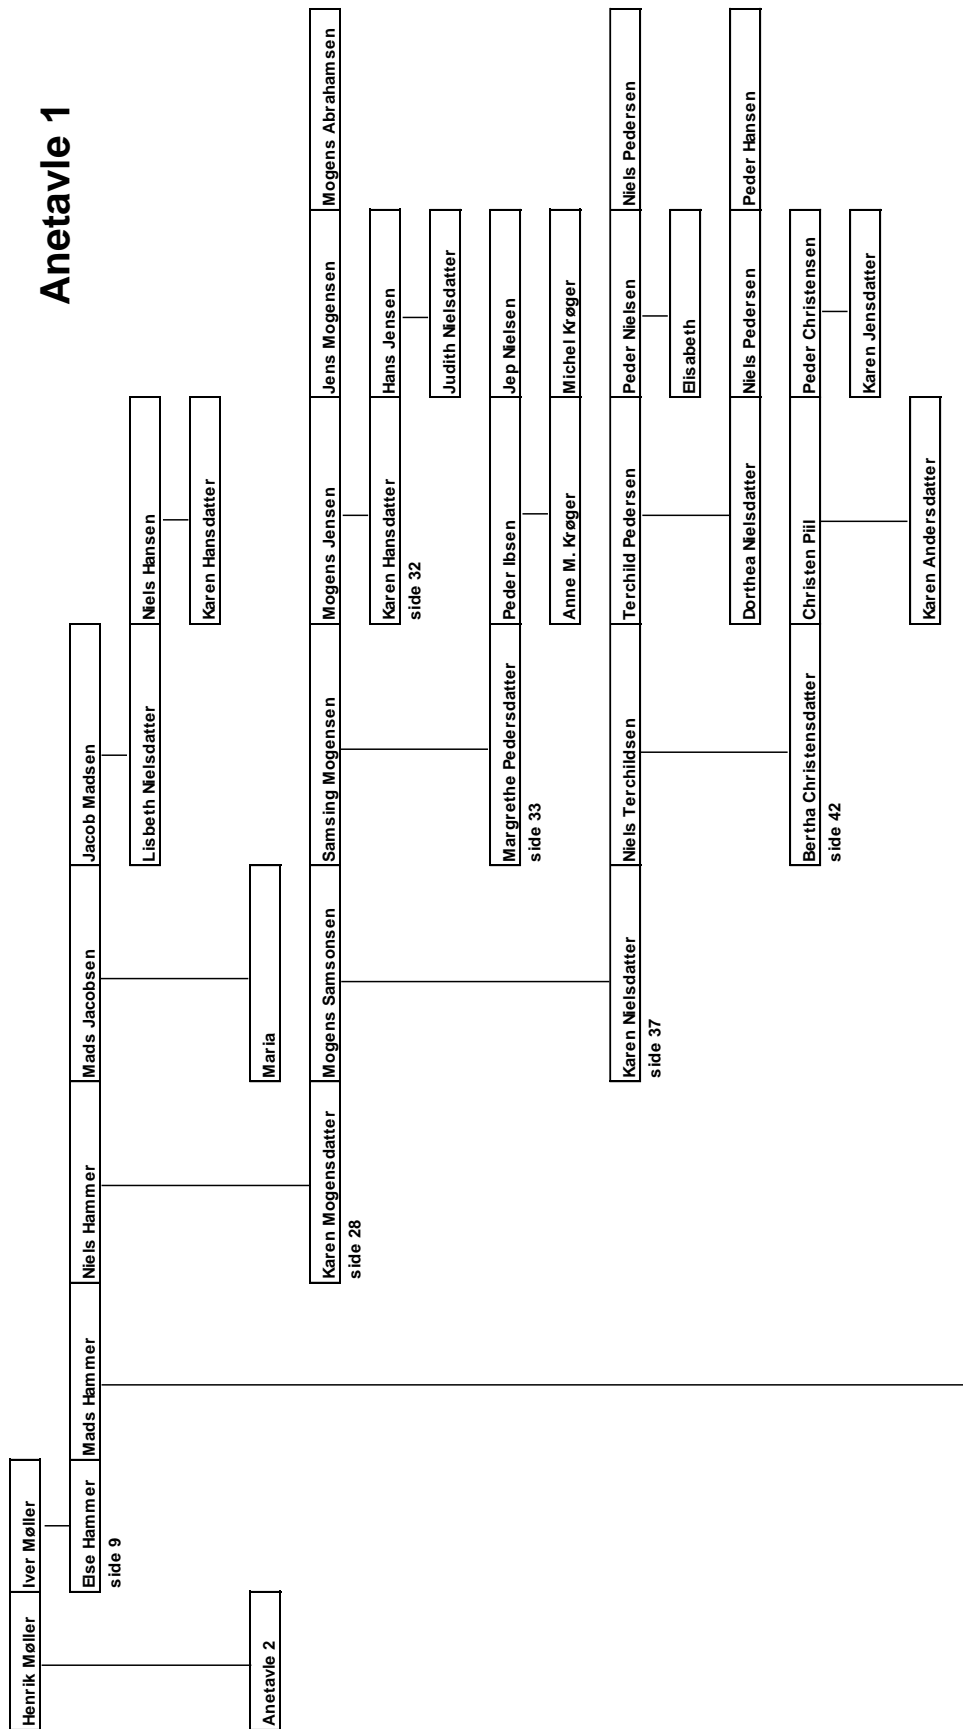 Anetavle 1
Henrik Møller
Iver Møller
Else Hammer
Mads Hammer
Niels Hammer
Mads Jacobsen
Jacob Madsen
side 9
Lisbeth Nielsdatter
Niels Hansen
Karen Hansdatter
Anetavle 2
Maria
Karen Mogensdatter
Mogens Samsonsen
Samsing Mogensen
Mogens Jensen
Jens Mogensen
Mogens Abrahamsen
side 28
Karen Hansdatter
Hans Jensen
side 32
Judith Nielsdatter
Margrethe Pedersdatter
Peder Ibsen
Jep Nielsen
side 33
Anne M. Krøger
Michel Krøger
Karen Nielsdatter
Niels Terchildsen
Terchild Pedersen
Peder Nielsen
Niels Pedersen
side 37
Elisabeth
Dorthea Nielsdatter
Niels Pedersen
Peder Hansen
Bertha Christensdatter
Christen Piil
Peder Christensen
side 42
Karen Jensdatter
Karen Andersdatter